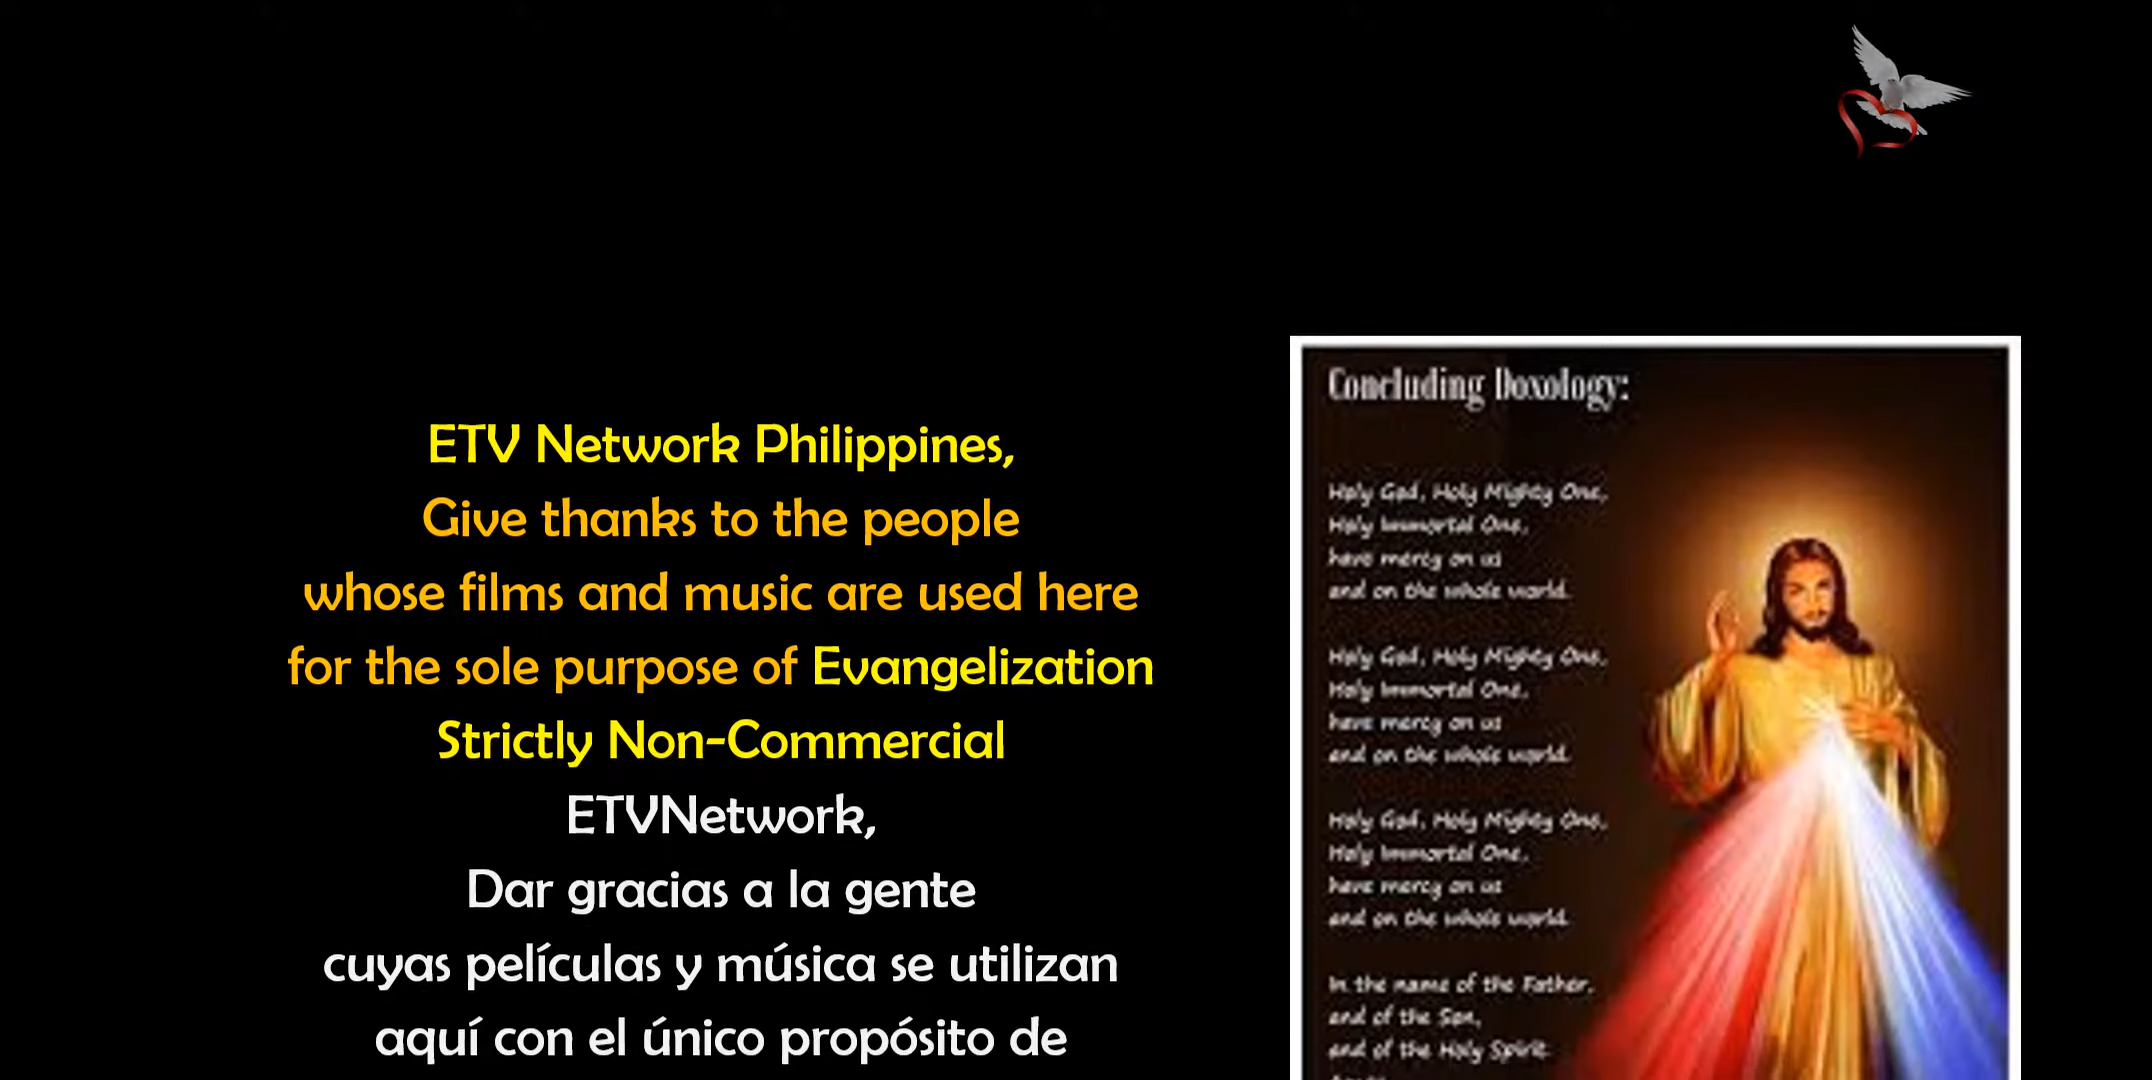 ETV Network Philippines,
Give thanks to the people
whose films and music are used here
for the sole purpose of Evangelization
Strictly Non-Commercial
ETVNetwork,
Dar gracias a la gente
cuyas películas y música se utilizan
aquí con el único propósito de
Concluding Doxology:
Holy God, Holy Mighty One,
Holy Immortal One,
have mercy on us
and on the whole world.
Holy God, Holy Mighty One,
Holy Immortal One,
have mercy on us
and on the whole world.
Holy God, Holy Mighty One,
Holy Immortal One,
have mercy on us
and on the whole world.
In the name of the Father,
and of the Son,
and of the Holy Spirit